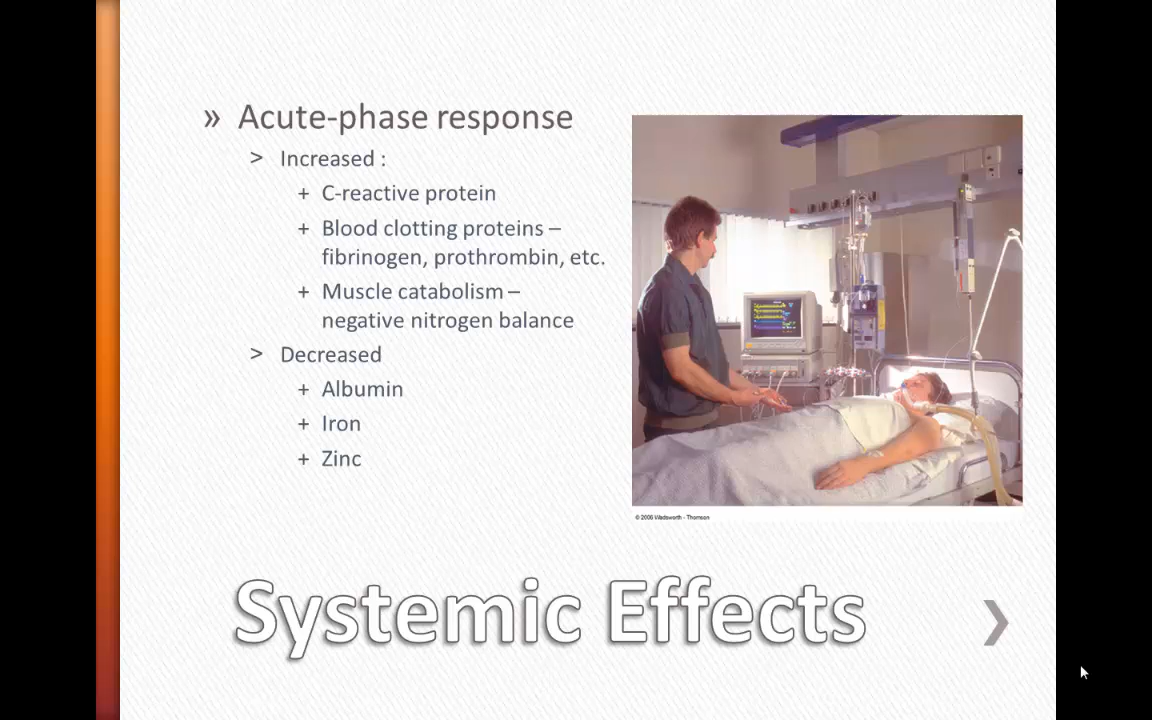 » Acute-phase response
> Increased :
+ C-reactive protein
+ Blood clotting proteins –
fibrinogen, prothrombin, etc.
+ Muscle catabolism –
negative nitrogen balance
> Decreased
+ Albumin
+ Iron
+ Zinc
© 2006 Wadsworth - Thomson
Systemic Effects